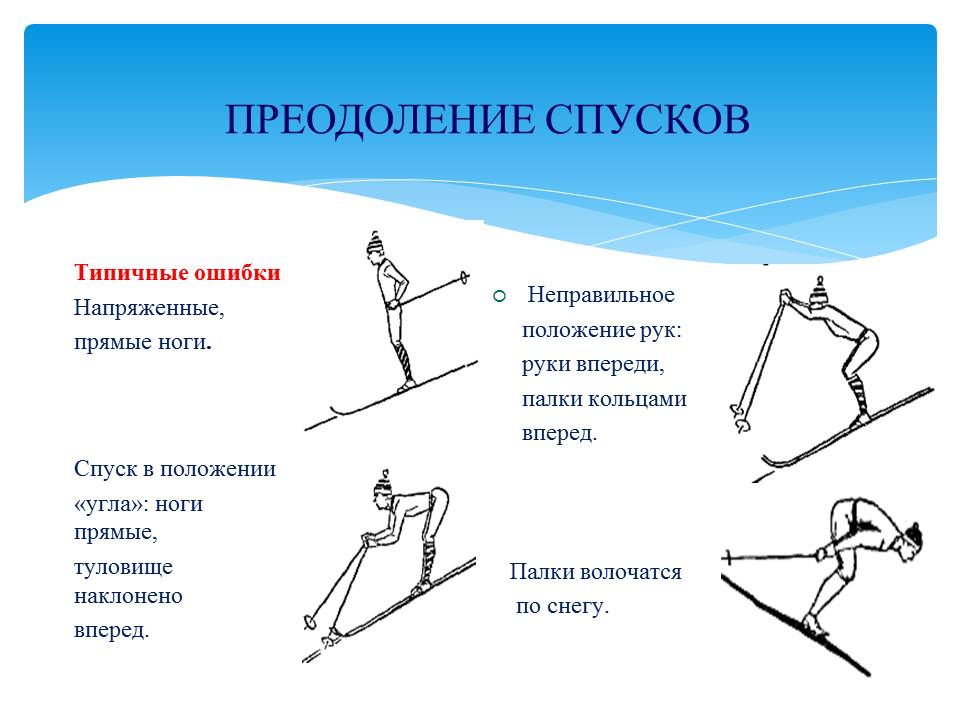 ПРЕОДОЛЕНИЕ СПУСКОВ
Типичные ошибки
Напряженные,
прямые ноги.
Спуск в положении
«угла»: ноги
прямые,
туловище
наклонено
вперед.
Неправильное
положение рук:
руки впереди,
палки кольцами
вперед.
Палки волочатся
по снегу.